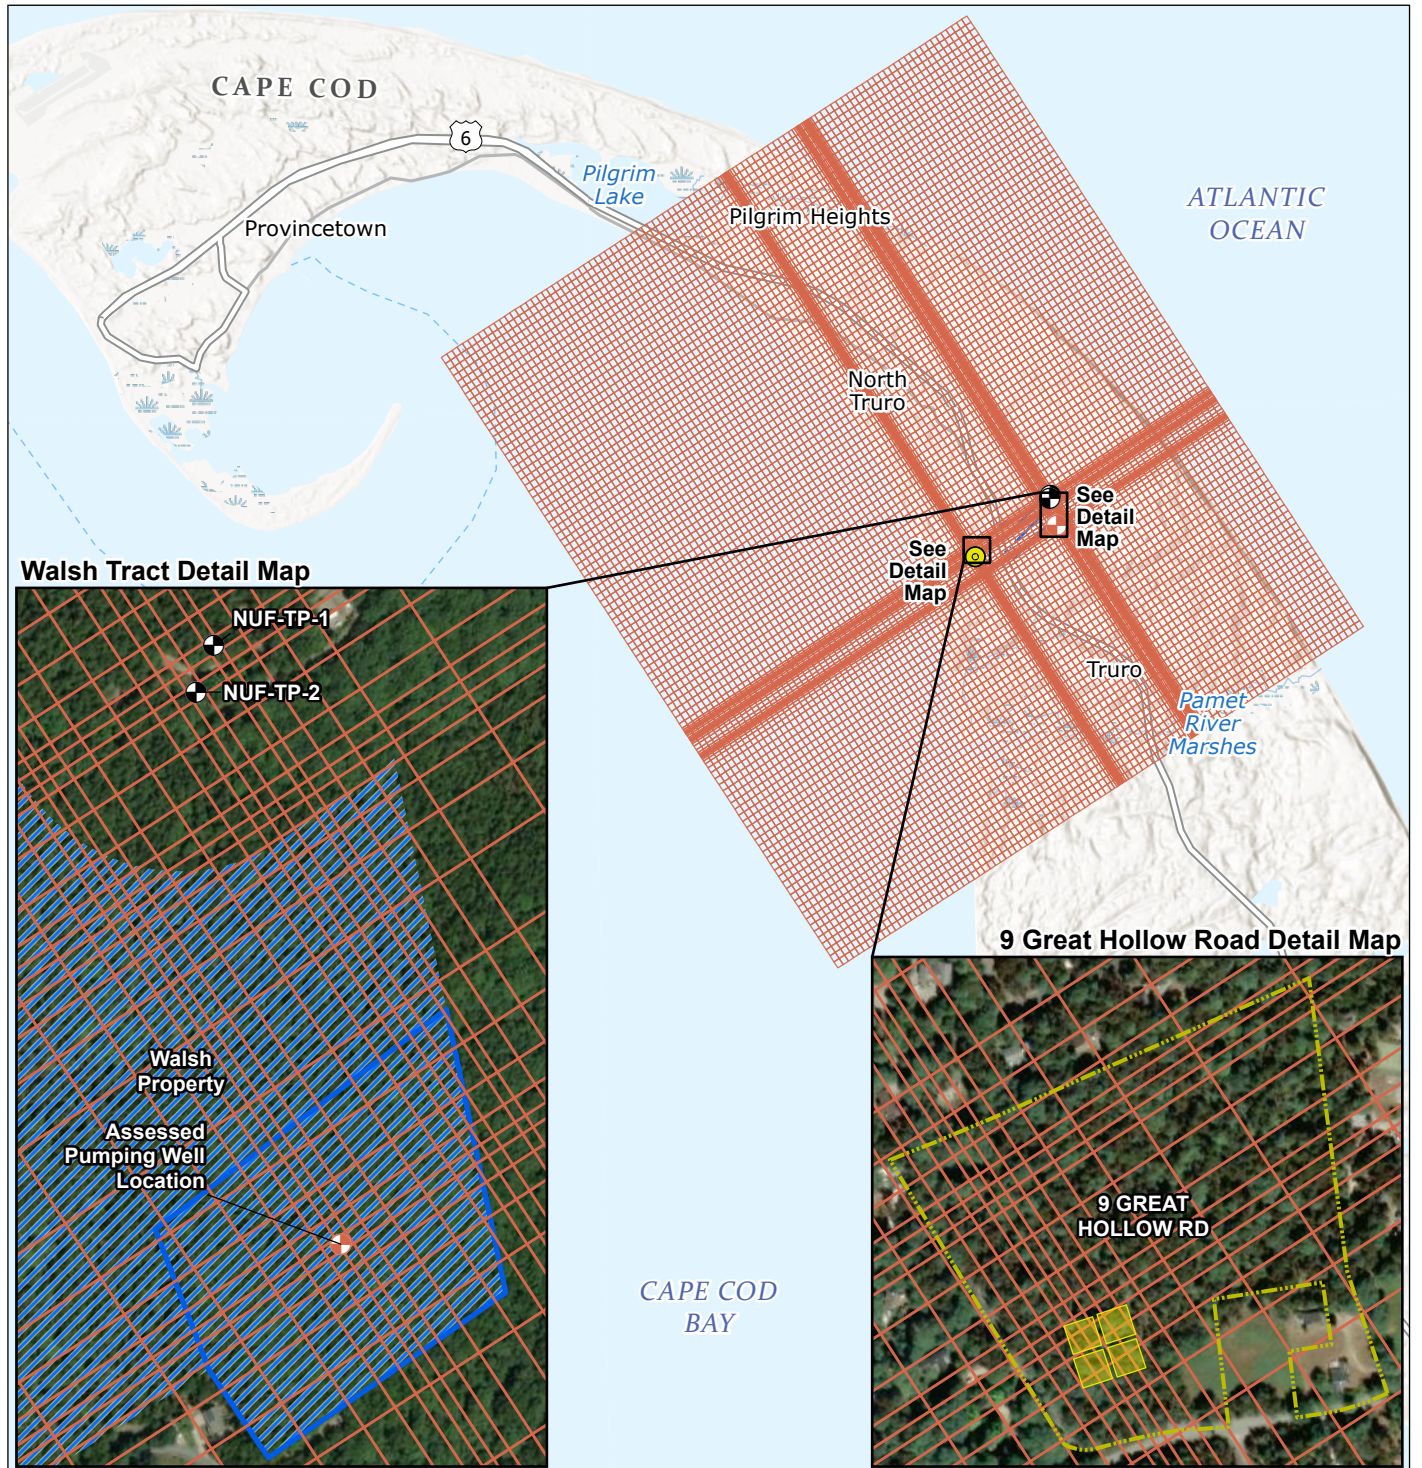 CAPE COD
6
Pilgrim
Lake
Provincetown
Pilgrim Heights
ATLANTIC
OCEAN
North
Truro
See
Detail
Map
See
Detail
Map
Truro
Pamet
River
Marshes
Walsh Tract Detail Map
NUF-TP-1
NUF-TP-2
Walsh
Property
Assessed
Pumping Well
Location
CAPE COD
BAY
9 Great Hollow Road Detail Map
9 GREAT
HOLLOW RD